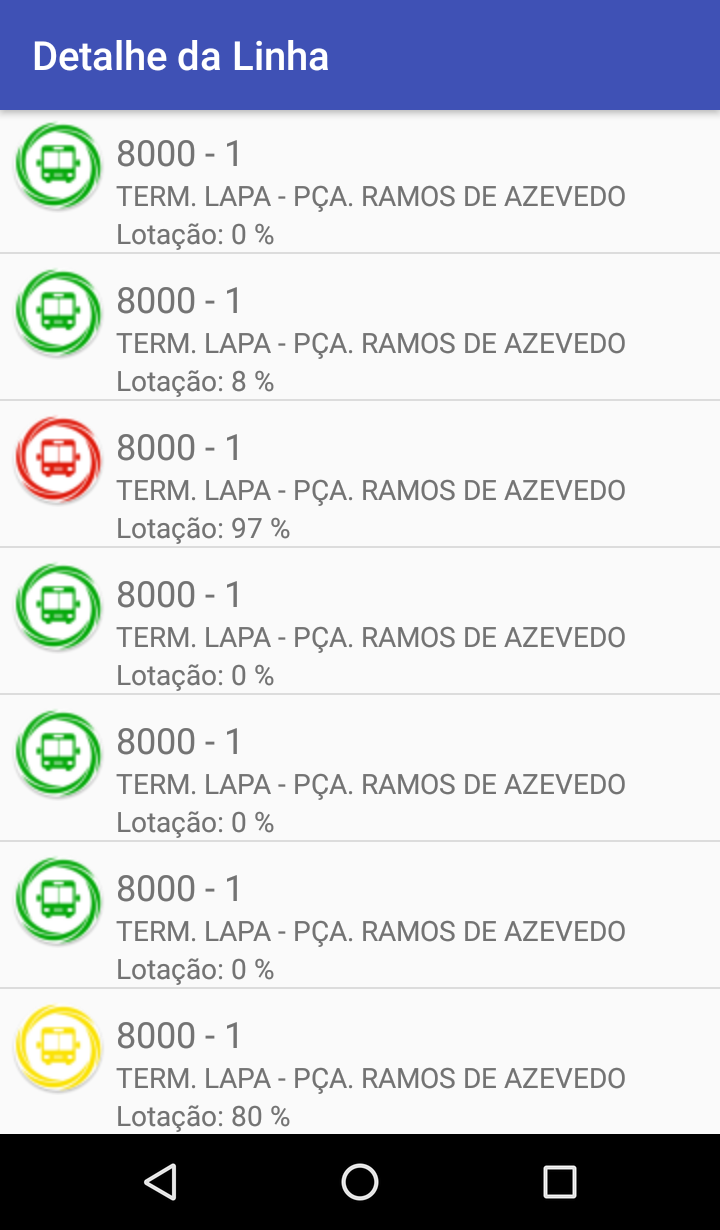 Detalhe da Linha
8000 - 1
TERM. LAPA - PÇA. RAMOS DE AZEVEDO
Lotação: 0 %
8000 - 1
TERM. LAPA - PÇA. RAMOS DE AZEVEDO
Lotação: 8 %
8000 - 1
TERM. LAPA - PÇA. RAMOS DE AZEVEDO
Lotação: 97 %
8000 - 1
TERM. LAPA - PÇA. RAMOS DE AZEVEDO
Lotação: 0 %
8000 - 1
TERM. LAPA - PÇA. RAMOS DE AZEVEDO
Lotação: 0 %
8000 - 1
TERM. LAPA - PÇA. RAMOS DE AZEVEDO
Lotação: 0 %
8000 - 1
TERM. LAPA - PÇA. RAMOS DE AZEVEDO
Lotação: 80 %